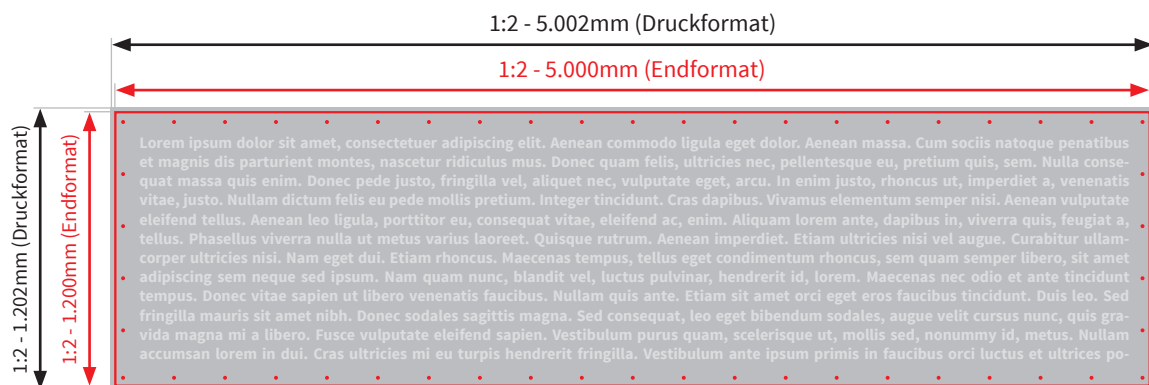 1:2 - 5.002mm (Druckformat)
1:2 - 5.000mm (Endformat)
1:2 - 1.202mm (Druckformat)
1:2 - 1.200mm (Endformat)
Lorem ipsum dolor sit amet, consectetuer adipiscing elit. Aenean commodo ligula eget dolor. Aenean massa. Cum sociis natoque penatibus
et magnis dis parturient montes, nascetur ridiculus mus. Donec quam felis, ultricies nec, pellentesque eu, pretium quis, sem. Nulla conse-
quat massa quis enim. Donec pede justo, fringilla vel, aliquet nec, vulputate eget, arcu. In enim justo, rhoncus ut, imperdiet a, venenatis
vitae, justo. Nullam dictum felis eu pede mollis pretium. Integer tincidunt. Cras dapibus. Vivamus elementum semper nisi. Aenean vulputate
eleifend tellus. Aenean leo ligula, porttitor eu, consequat vitae, eleifend ac, enim. Aliquam lorem ante, dapibus in, viverra quis, feugiat a,
tellus. Phasellus viverra nulla ut metus varius laoreet. Quisque rutrum. Aenean imperdiet. Etiam ultricies nisi vel augue. Curabitur ullam-
corper ultricies nisi. Nam eget dui. Etiam rhoncus. Maecenas tempus, tellus eget condimentum rhoncus, sem quam semper libero, sit amet
adipiscing sem neque sed ipsum. Nam quam nunc, blandit vel, luctus pulvinar, hendrerit id, lorem. Maecenas nec odio et ante tincidunt
tempus. Donec vitae sapien ut libero venenatis faucibus. Nullam quis ante. Etiam sit amet orci eget eros faucibus tincidunt. Duis leo. Sed
fringilla mauris sit amet nibh. Donec sodales sagittis magna. Sed consequat, leo eget bibendum sodales, augue velit cursus nunc, quis gra-
vida magna mi a libero. Fusce vulputate eleifend sapien. Vestibulum purus quam, scelerisque ut, mollis sed, nonummy id, metus. Nullam
accumsan lorem in dui. Cras ultricies mi eu turpis hendrerit fringilla. Vestibulum ante ipsum primis in faucibus orci luctus et ultrices po-